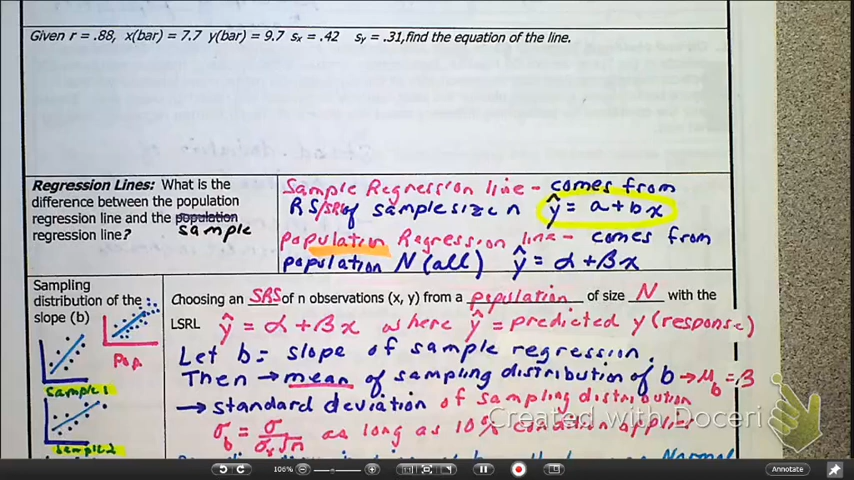 Given r = .88, x(bar) = 7.7 y(bar) = 9.7 sx = .42 sy = .31,find the equation of the line.
Regression Lines: What is the
difference between the population
regression line and the population
sample
regression line?
Sample Regression line - comes from
RS/SRS of sample size n ŷ = a + bx
population Regression line - comes from
population N (all) ŷ = α + βx
Sampling
distribution of the
slope (b)
Pop
Sample 1
Sample 2
Choosing an SRS of n observations (x, y) from a population of size N with the
LSRL ŷ = α + βx where ŷ = predicted y (response)
Let b = slope of sample regression.
Then → mean of sampling distribution of b → μb = β
→ standard deviation of sampling distribution
σb = σ/σx√n as long as 10% condition applies
Created with Doceri
106%
Annotate